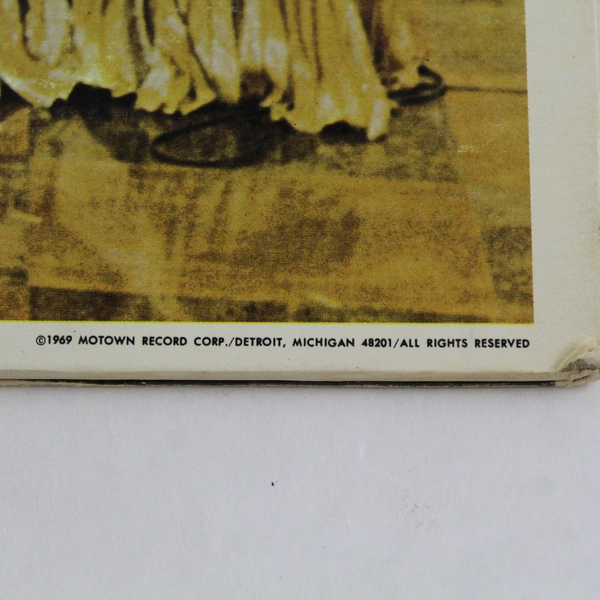 ©1969 MOTOWN RECORD CORP./DETROIT, MICHIGAN 48201/ALL RIGHTS RESERVED